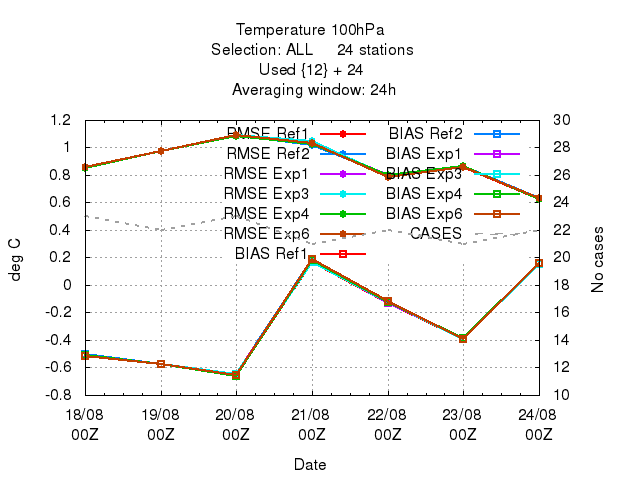 Temperature 100hPa
Selection: ALL 24 stations
Used {12} + 24
Averaging window: 24h
1.2
1
0.8
0.6
0.4
0.2
0
-0.2
-0.4
-0.6
-0.8
deg C
30
28
26
24
22
20
18
16
14
12
10
No cases
RMSE Ref1
RMSE Ref2
RMSE Exp1
RMSE Exp3
RMSE Exp4
RMSE Exp6
BIAS Ref1
BIAS Ref2
BIAS Exp1
BIAS Exp3
BIAS Exp4
BIAS Exp6
CASES
18/08 19/08 20/08 21/08 22/08 23/08 24/08
00Z 00Z 00Z 00Z 00Z 00Z 00Z
Date